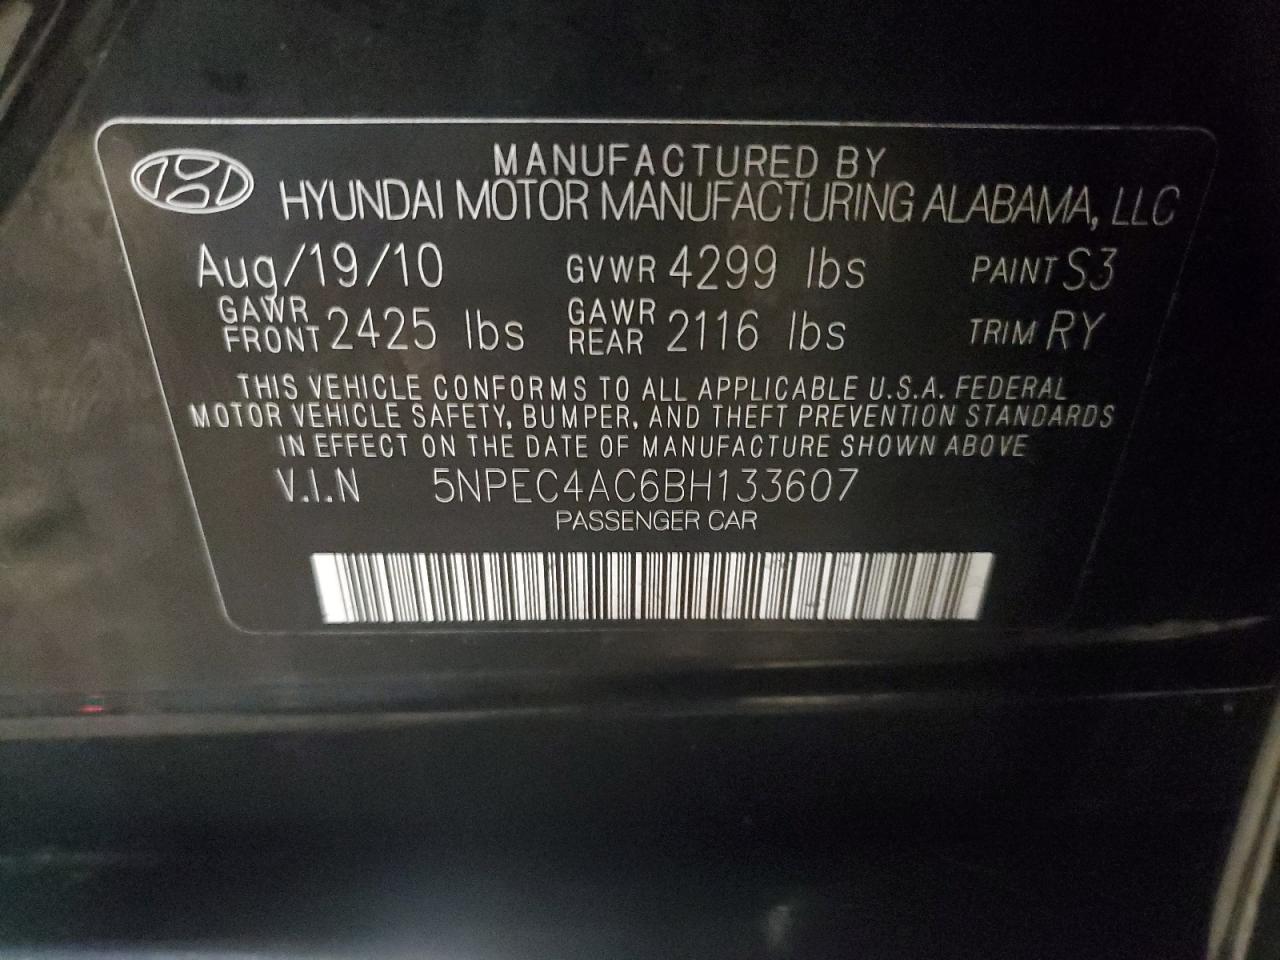 MANUFACTURED BY
HYUNDAI MOTOR MANUFACTURING ALABAMA, LLC
Aug/19/10 GVWR 4299 lbs PAINT S3
GAWR FRONT 2425 lbs GAWR REAR 2116 lbs TRIM RY
THIS VEHICLE CONFORMS TO ALL APPLICABLE U.S.A. FEDERAL
MOTOR VEHICLE SAFETY, BUMPER, AND THEFT PREVENTION STANDARDS
IN EFFECT ON THE DATE OF MANUFACTURE SHOWN ABOVE
V.I.N 5NPEC4AC6BH133607
PASSENGER CAR